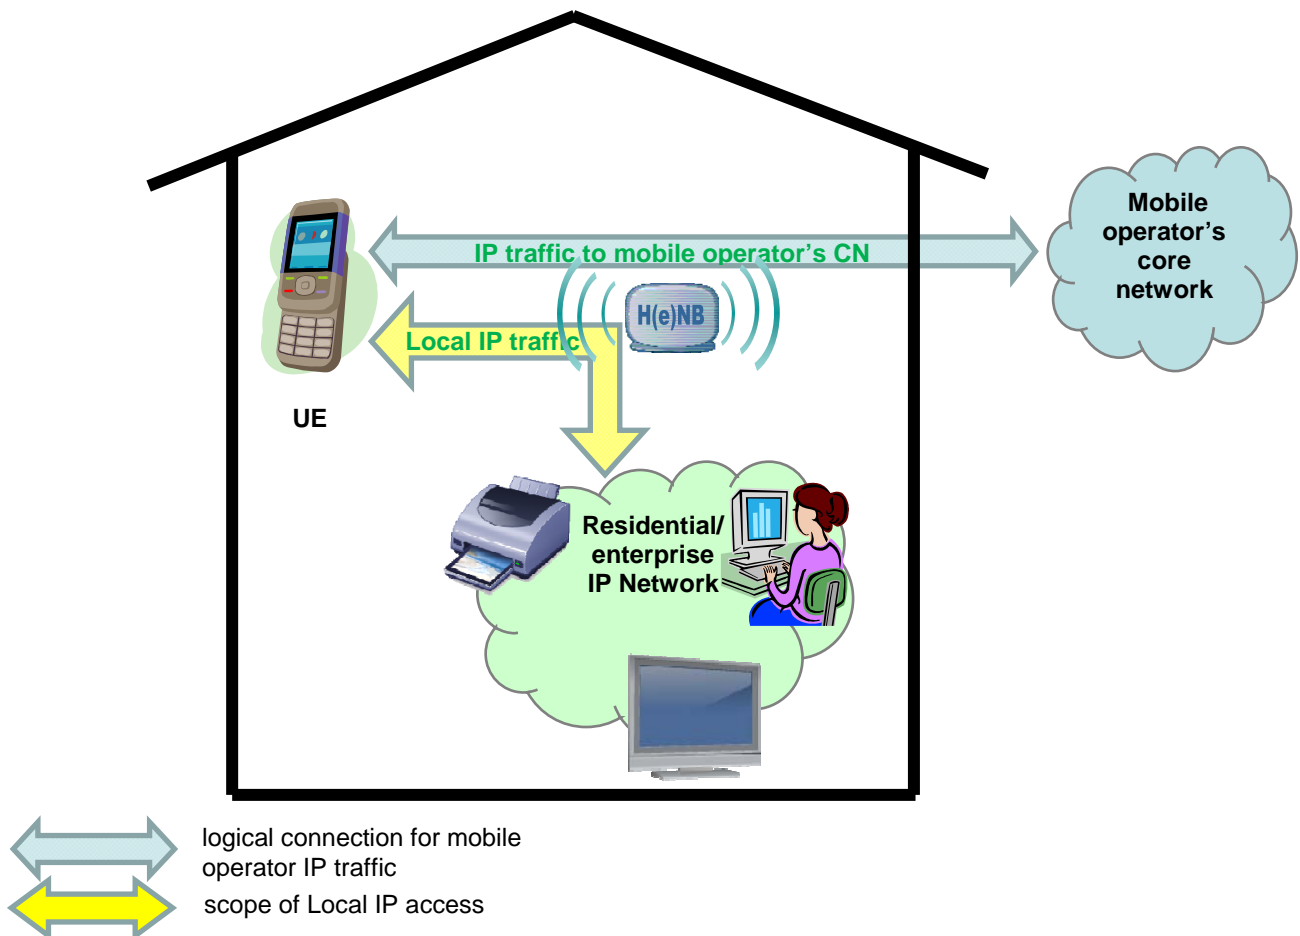 Mobile
operator’s
core
network
IP traffic to mobile operator’s CN
H(e)NB
Local IP traffic
UE
Residential/
enterprise
IP Network
logical connection for mobile
operator IP traffic
scope of Local IP access